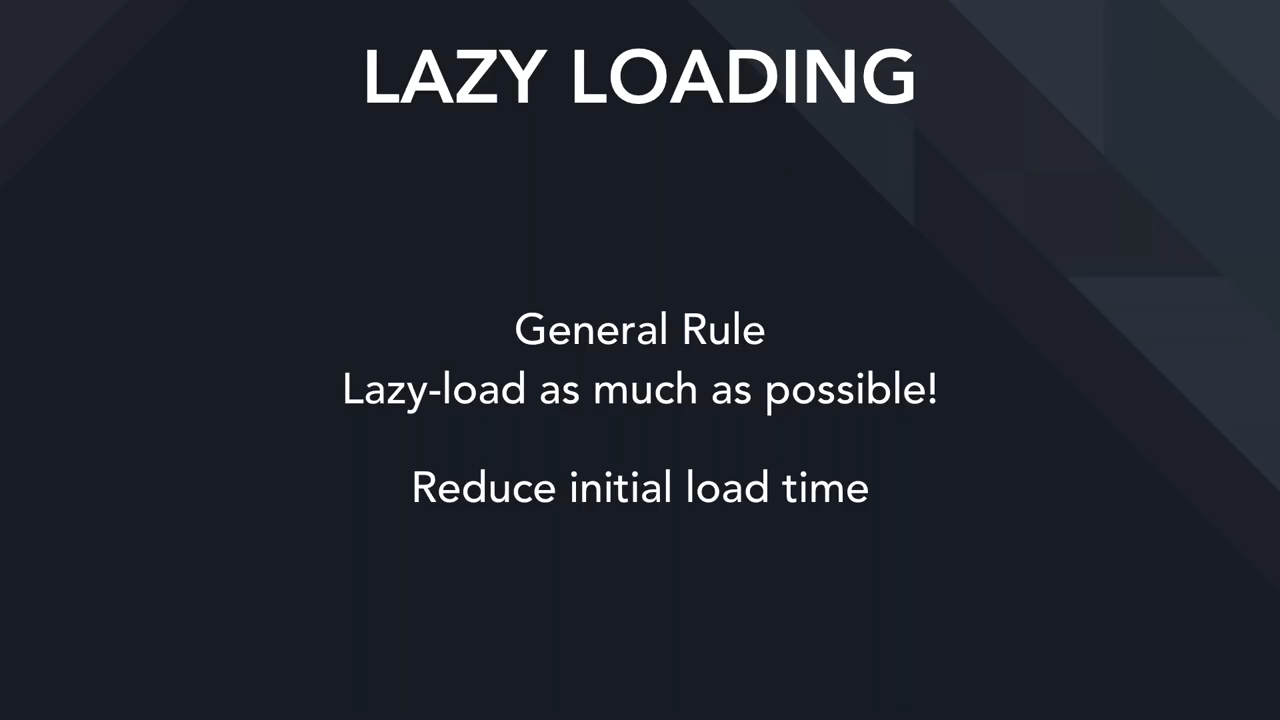 LAZY LOADING
General Rule
Lazy-load as much as possible!
Reduce initial load time